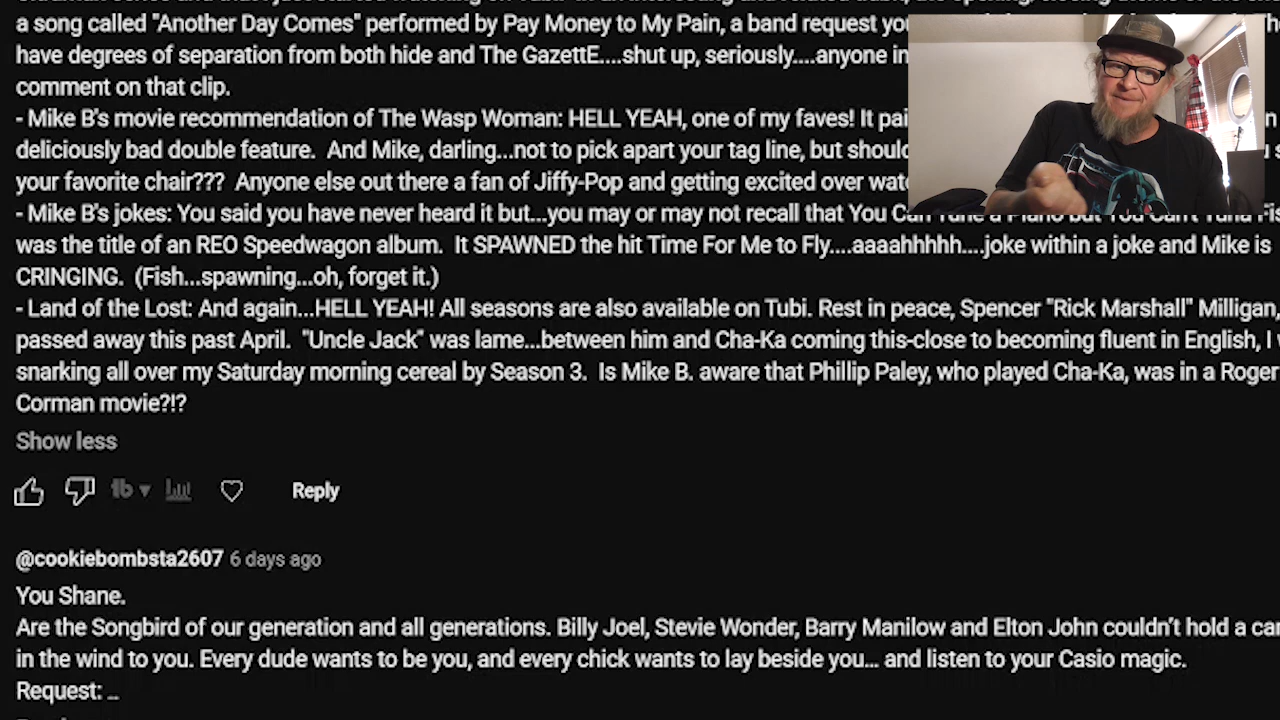 a song called "Another Day Comes" performed by Pay Money to My Pain, a band request yo
have degrees of separation from both hide and The GazettE....shut up, seriously....anyone in
comment on that clip.
- Mike B's movie recommendation of The Wasp Woman: HELL YEAH, one of my faves! It pai
deliciously bad double feature. And Mike, darling...not to pick apart your tag line, but should
your favorite chair??? Anyone else out there a fan of Jiffy-Pop and getting excited over wat
- Mike B's jokes: You said you have never heard it but...you may or may not recall that You Can Tune a Piano but You Can't Tuna Fis
was the title of an REO Speedwagon album. It SPAWNED the hit Time For Me to Fly....aaaahhhhh....joke within a joke and Mike is
CRINGING. (Fish...spawning...oh, forget it.)
- Land of the Lost: And again...HELL YEAH! All seasons are also available on Tubi. Rest in peace, Spencer "Rick Marshall" Milligan,
passed away this past April. "Uncle Jack" was lame...between him and Cha-Ka coming this-close to becoming fluent in English, I w
snarking all over my Saturday morning cereal by Season 3. Is Mike B. aware that Phillip Paley, who played Cha-Ka, was in a Roger
Corman movie?!?
Show less
tb
Reply
@cookiebombsta2607 6 days ago
You Shane.
Are the Songbird of our generation and all generations. Billy Joel, Stevie Wonder, Barry Manilow and Elton John couldn't hold a can
in the wind to you. Every dude wants to be you, and every chick wants to lay beside you... and listen to your Casio magic.
Request: ...